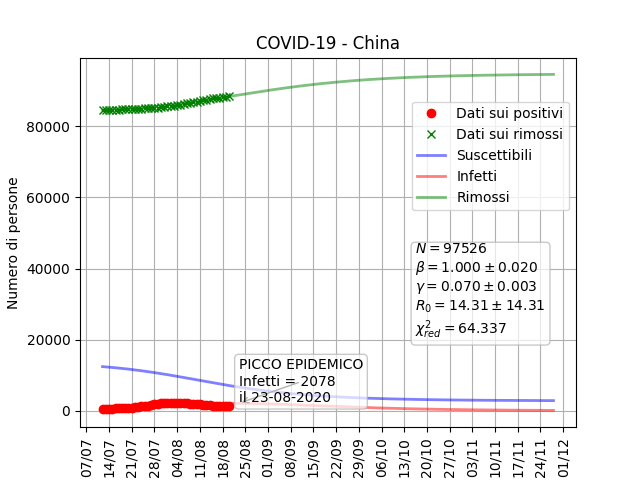 COVID-19 - China
Numero di persone
80000
60000
40000
20000
0
Dati sui positivi
Dati sui rimossi
Suscettibili
Infetti
Rimossi
N = 97526
β = 1.000 ± 0.020
γ = 0.070 ± 0.003
R₀ = 14.31 ± 14.31
χ²red = 64.337
PICCO EPIDEMICO
Infetti = 2078
il 23-08-2020
07/07 14/07 21/07 28/07 04/08 11/08 18/08 25/08 01/09 08/09 15/09 22/09 29/09 06/10 13/10 20/10 27/10 03/11 10/11 17/11 24/11 01/12